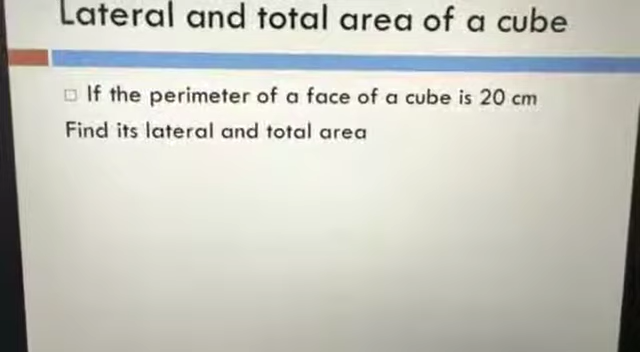 Lateral and total area of a cube
If the perimeter of a face of a cube is 20 cm
Find its lateral and total area